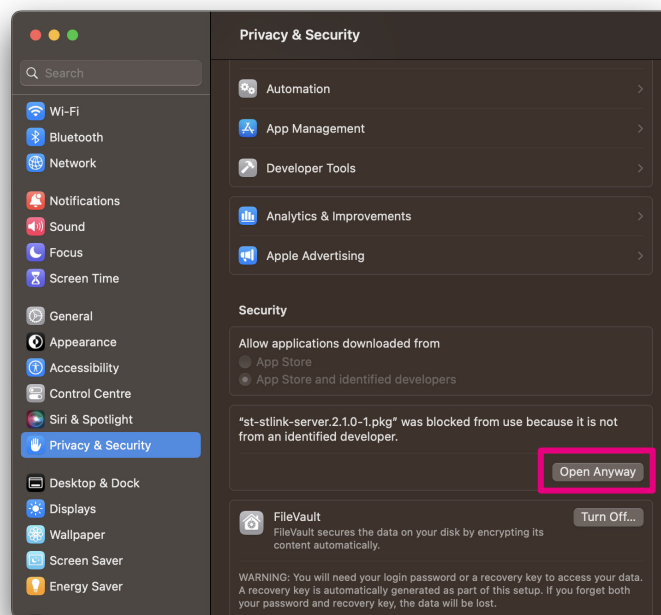 Privacy & Security
Search
Wi-Fi
Bluetooth
Network
Notifications
Sound
Focus
Screen Time
General
Appearance
Accessibility
Control Centre
Siri & Spotlight
Privacy & Security
Desktop & Dock
Displays
Wallpaper
Screen Saver
Energy Saver
Automation
App Management
Developer Tools
Analytics & Improvements
Apple Advertising
Security
Allow applications downloaded from
App Store
App Store and identified developers
“st-stlink-server.2.1.0-1.pkg” was blocked from use because it is not
from an identified developer.
Open Anyway
FileVault
Turn Off...
FileVault secures the data on your disk by encrypting its
content automatically.
WARNING: You will need your login password or a recovery key to access your data.
A recovery key is automatically generated as part of this setup. If you forget both
your password and recovery key, the data will be lost.